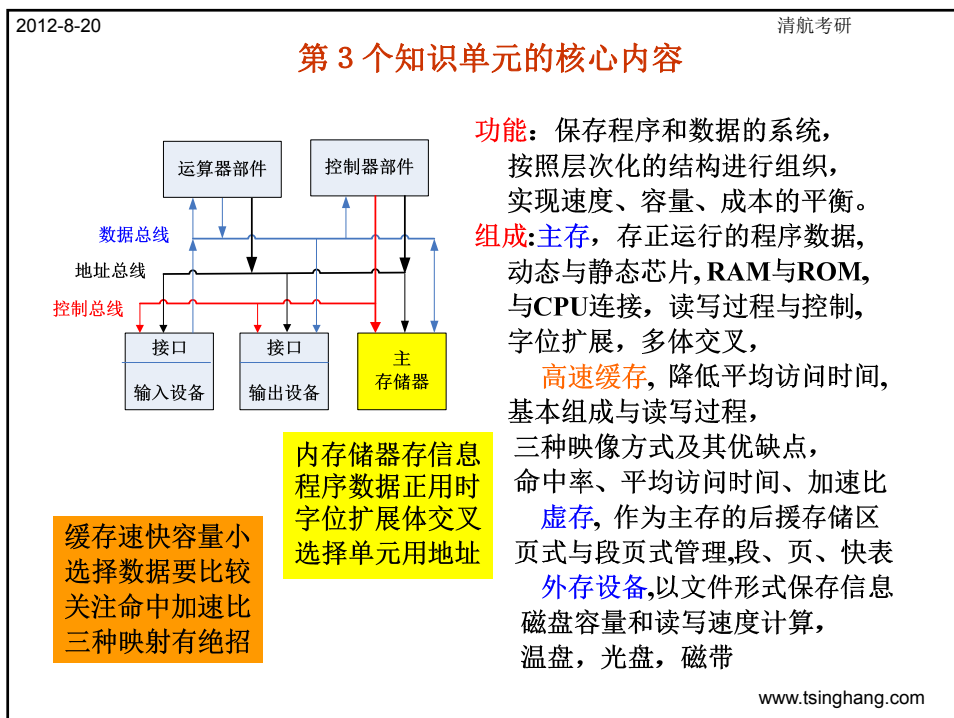 2012-8-20
清航考研
第 3 个知识单元的核心内容
运算器部件
控制器部件
数据总线
地址总线
控制总线
接口
输入设备
接口
输出设备
主
存储器
功能：保存程序和数据的系统，
按照层次化的结构进行组织，
实现速度、容量、成本的平衡。
组成:主存，存正运行的程序数据,
动态与静态芯片, RAM与ROM,
与CPU连接，读写过程与控制,
字位扩展，多体交叉，
高速缓存, 降低平均访问时间,
基本组成与读写过程，
三种映像方式及其优缺点，
命中率、平均访问时间、加速比
虚存, 作为主存的后援存储区
页式与段页式管理,段、页、快表
外存设备,以文件形式保存信息
磁盘容量和读写速度计算，
温盘，光盘，磁带
内存储器存信息
程序数据正用时
字位扩展体交叉
选择单元用地址
缓存速快容量小
选择数据要比较
关注命中加速比
三种映射有绝招
www.tsinghang.com